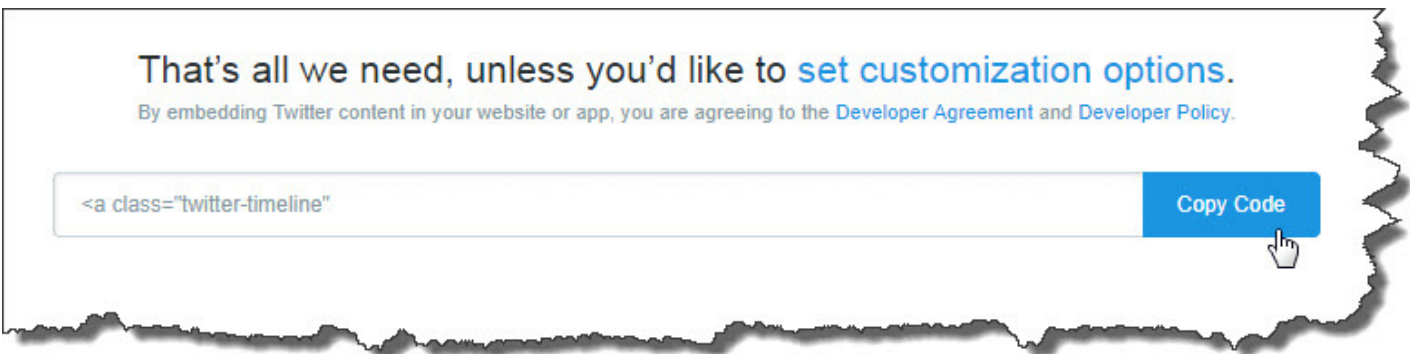 That's all we need, unless you'd like to set customization options.
By embedding Twitter content in your website or app, you are agreeing to the Developer Agreement and Developer Policy.
<a class="twitter-timeline"
Copy Code